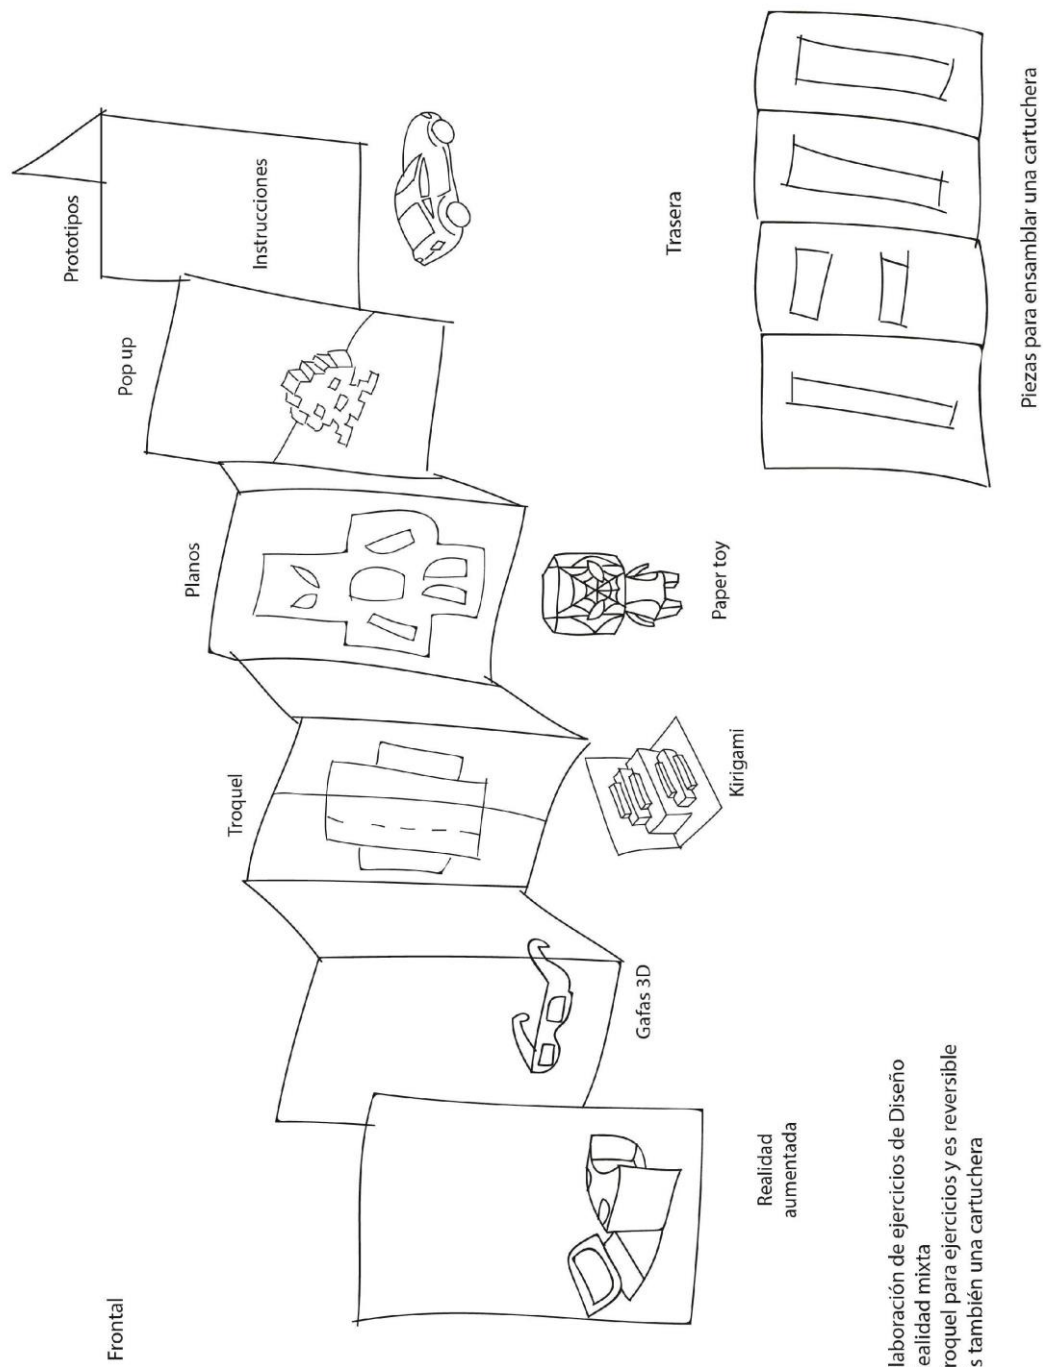 Frontal
Prototipos
Pop up
Planos
Troquel
Instrucciones
Gafas 3D
Trasera
Paper toy
Kirigami
Realidad
aumentada
laboración de ejercicios de Diseño
ealidad mixta
roquel para ejercicios y es reversible
s también una cartuchera
Piezas para ensamblar una cartuchera